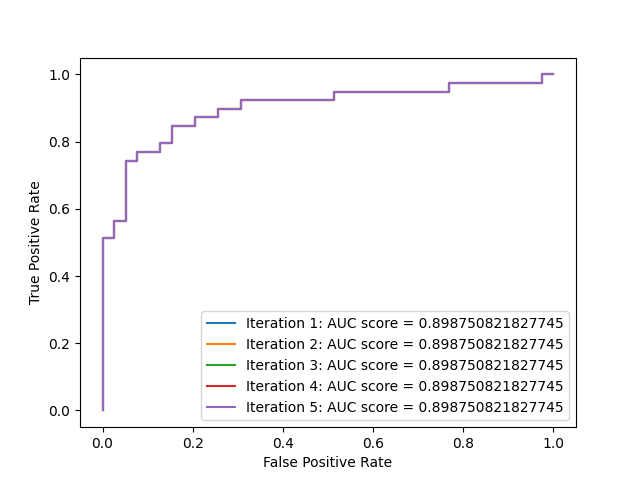 1.0
0.8
0.6
0.4
0.2
0.0
True Positive Rate
Iteration 1: AUC score = 0.898750821827745
Iteration 2: AUC score = 0.898750821827745
Iteration 3: AUC score = 0.898750821827745
Iteration 4: AUC score = 0.898750821827745
Iteration 5: AUC score = 0.898750821827745
0.0 0.2 0.4 0.6 0.8 1.0
False Positive Rate